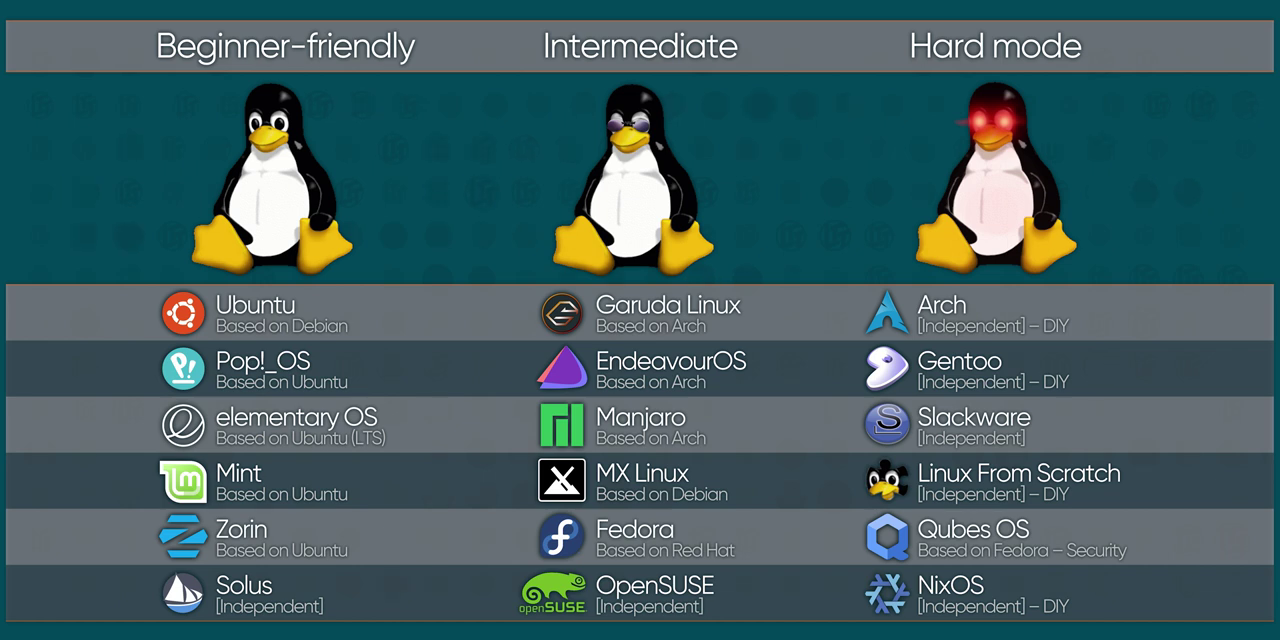 Beginner-friendly Intermediate Hard mode
Ubuntu Garuda Linux Arch
Based on Debian Based on Arch [Independent] – DIY
Pop!_OS EndeavourOS Gentoo
Based on Ubuntu Based on Arch [Independent] – DIY
elementary OS Manjaro Slackware
Based on Ubuntu (LTS) Based on Arch [Independent]
Mint MX Linux Linux From Scratch
Based on Ubuntu Based on Debian [Independent] – DIY
Zorin Fedora Qubes OS
Based on Ubuntu Based on Red Hat Based on Fedora – Security
Solus OpenSUSE NixOS
[Independent] openSUSE [Independent] [Independent] – DIY